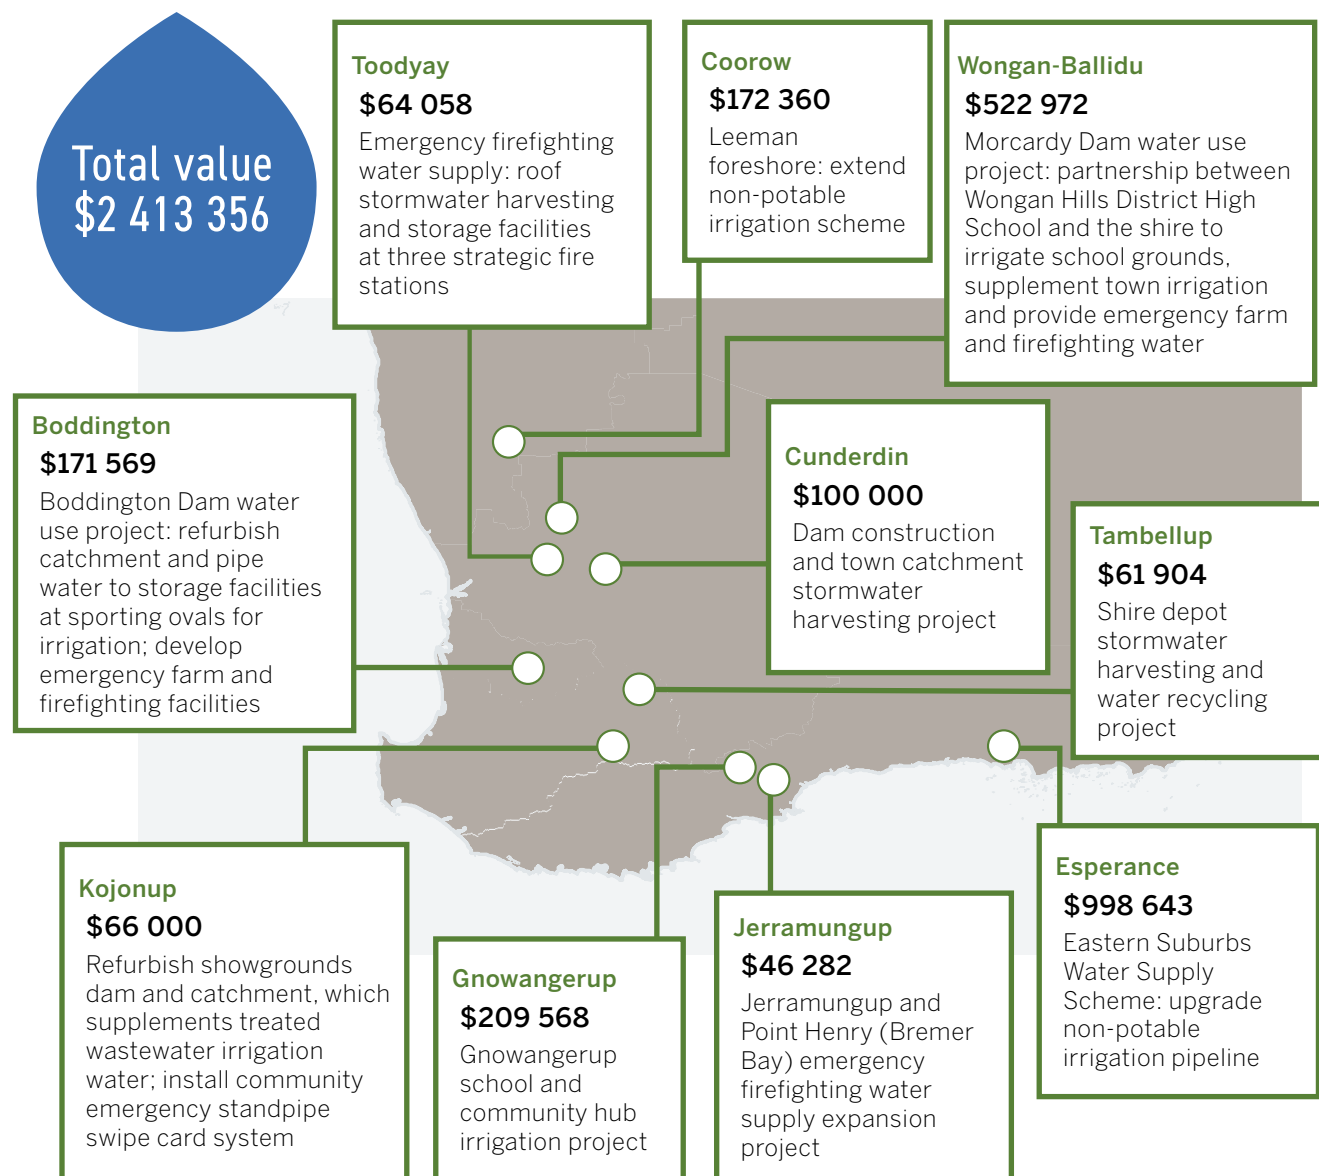 Total value
$2 413 356
Toodyay
$64 058
Emergency firefighting
water supply: roof
stormwater harvesting
and storage facilities
at three strategic fire
stations
Coorow
$172 360
Leeman
foreshore: extend
non-potable
irrigation scheme
Wongan-Ballidu
$522 972
Morcardy Dam water use
project: partnership between
Wongan Hills District High
School and the shire to
irrigate school grounds,
supplement town irrigation
and provide emergency farm
and firefighting water
Boddington
$171 569
Boddington Dam water
use project: refurbish
catchment and pipe
water to storage facilities
at sporting ovals for
irrigation; develop
emergency farm and
firefighting facilities
Cunderdin
$100 000
Dam construction
and town catchment
stormwater
harvesting project
Tambellup
$61 904
Shire depot
stormwater
harvesting and
water recycling
project
Kojonup
$66 000
Refurbish showgrounds
dam and catchment, which
supplements treated
wastewater irrigation
water; install community
emergency standpipe
swipe card system
Gnowangerup
$209 568
Gnowangerup
school and
community hub
irrigation project
Jerramungup
$46 282
Jerramungup and
Point Henry (Bremer
Bay) emergency
firefighting water
supply expansion
project
Esperance
$998 643
Eastern Suburbs
Water Supply
Scheme: upgrade
non-potable
irrigation pipeline